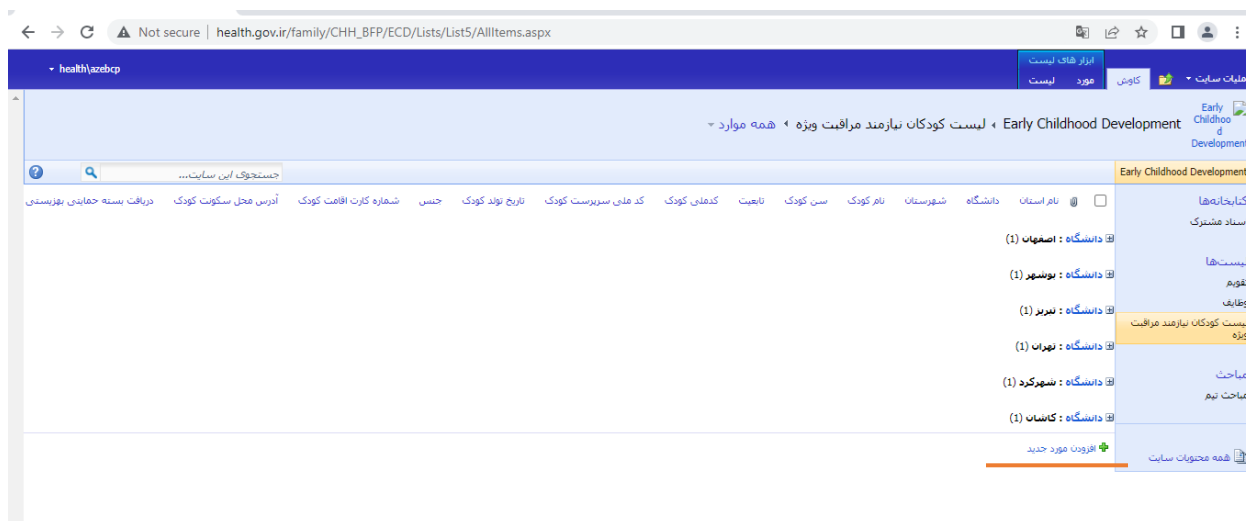 Not secure | health.gov.ir/family/CHH_BFP/ECD/Lists/List5/AllItems.aspx
health\azebcp
ابزار های لیست
ملیات سایت
کاوش
مورد
لیست
Early Childhood Development
Early Childhood Development ‹ لیست کودکان نیازمند مراقبت ویژه ‹ همه موارد
Early Childhood Development
جستجوی این سایت...
نام استان دانشگاه شهرستان نام کودک سن کودک تابعیت کدملی کودک کد ملی سرپرست کودک تاریخ تولد کودک جنس شماره کارت اقامت کودک آدرس محل سکونت کودک دریافت بسته حمایتی بهزیستی
دانشگاه : اصفهان (1)
دانشگاه : بوشهر (1)
دانشگاه : تبریز (1)
دانشگاه : تهران (1)
دانشگاه : شهرکرد (1)
دانشگاه : کاشان (1)
افزودن مورد جدید
کتابخانه‌ها
سناد مشترک
لیست‌ها
تقویم
وظایف
لیست کودکان نیازمند مراقبت
ویژه
مباحث
مباحث تیم
همه محتویات سایت